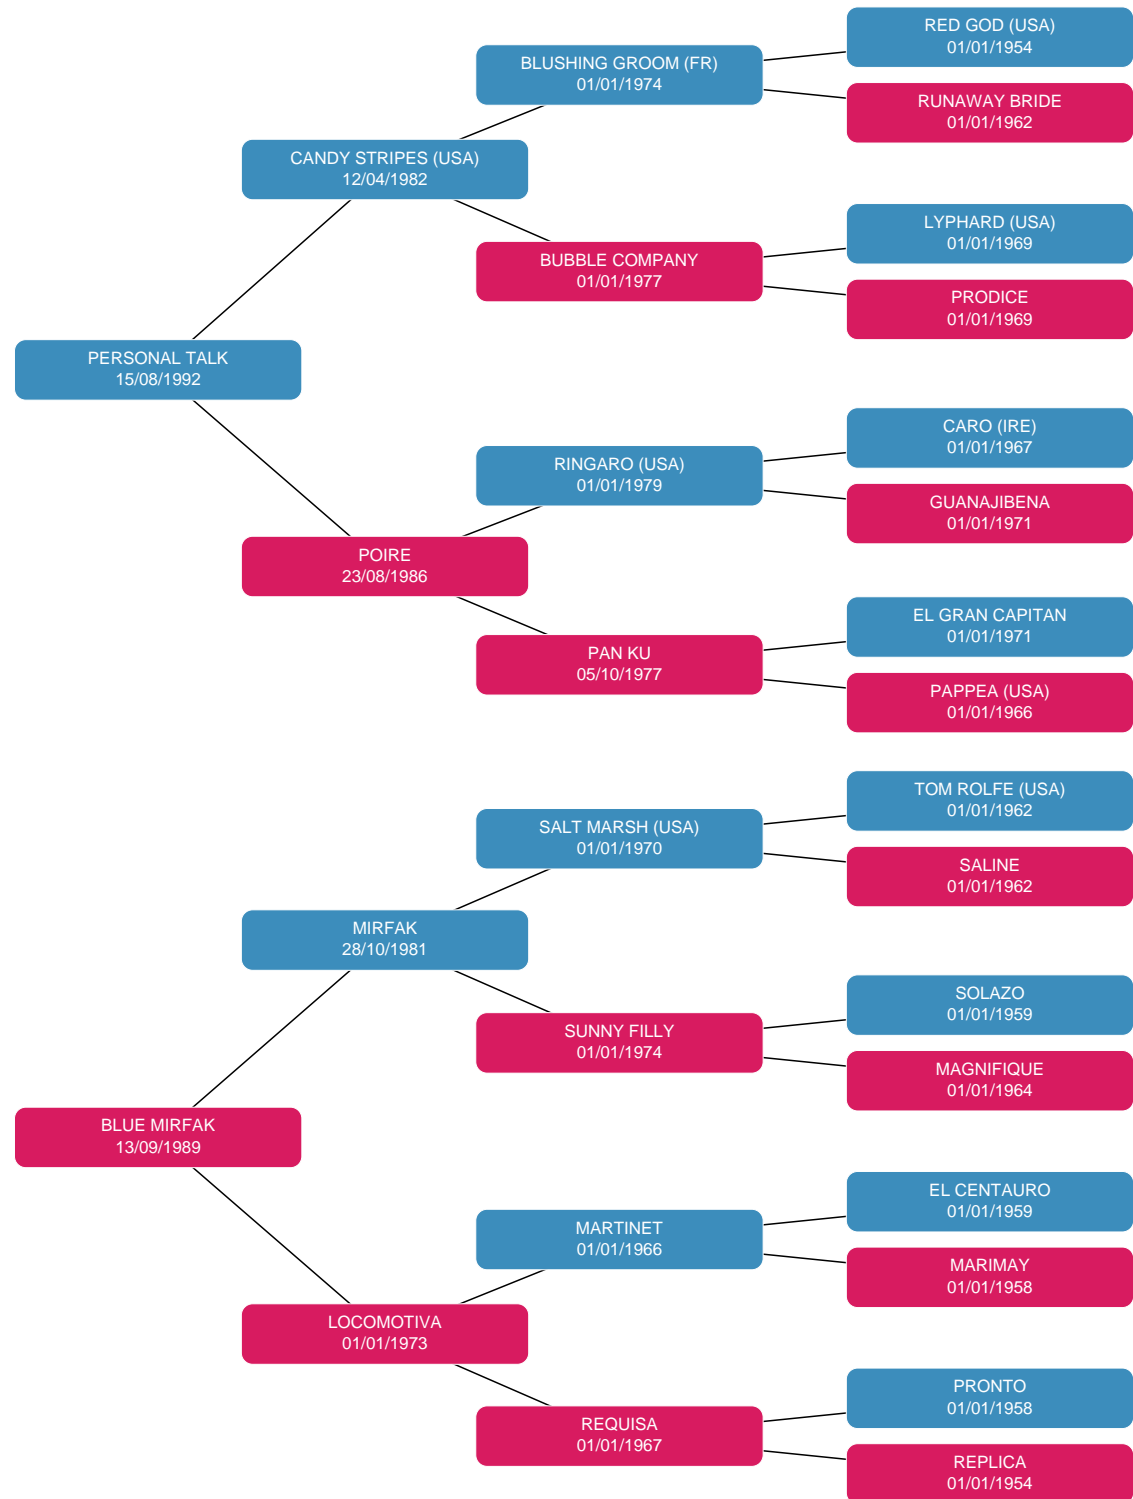 RED GOD (USA)
01/01/1954
BLUSHING GROOM (FR)
01/01/1974
RUNAWAY BRIDE
01/01/1962
CANDY STRIPES (USA)
12/04/1982
LYPHARD (USA)
01/01/1969
BUBBLE COMPANY
01/01/1977
PRODICE
01/01/1969
PERSONAL TALK
15/08/1992
CARO (IRE)
01/01/1967
RINGARO (USA)
01/01/1979
GUANAJIBENA
01/01/1971
POIRE
23/08/1986
EL GRAN CAPITAN
01/01/1971
PAN KU
05/10/1977
PAPPEA (USA)
01/01/1966
TOM ROLFE (USA)
01/01/1962
SALT MARSH (USA)
01/01/1970
SALINE
01/01/1962
MIRFAK
28/10/1981
SOLAZO
01/01/1959
SUNNY FILLY
01/01/1974
MAGNIFIQUE
01/01/1964
BLUE MIRFAK
13/09/1989
EL CENTAURO
01/01/1959
MARTINET
01/01/1966
MARIMAY
01/01/1958
LOCOMOTIVA
01/01/1973
PRONTO
01/01/1958
REQUISA
01/01/1967
REPLICA
01/01/1954